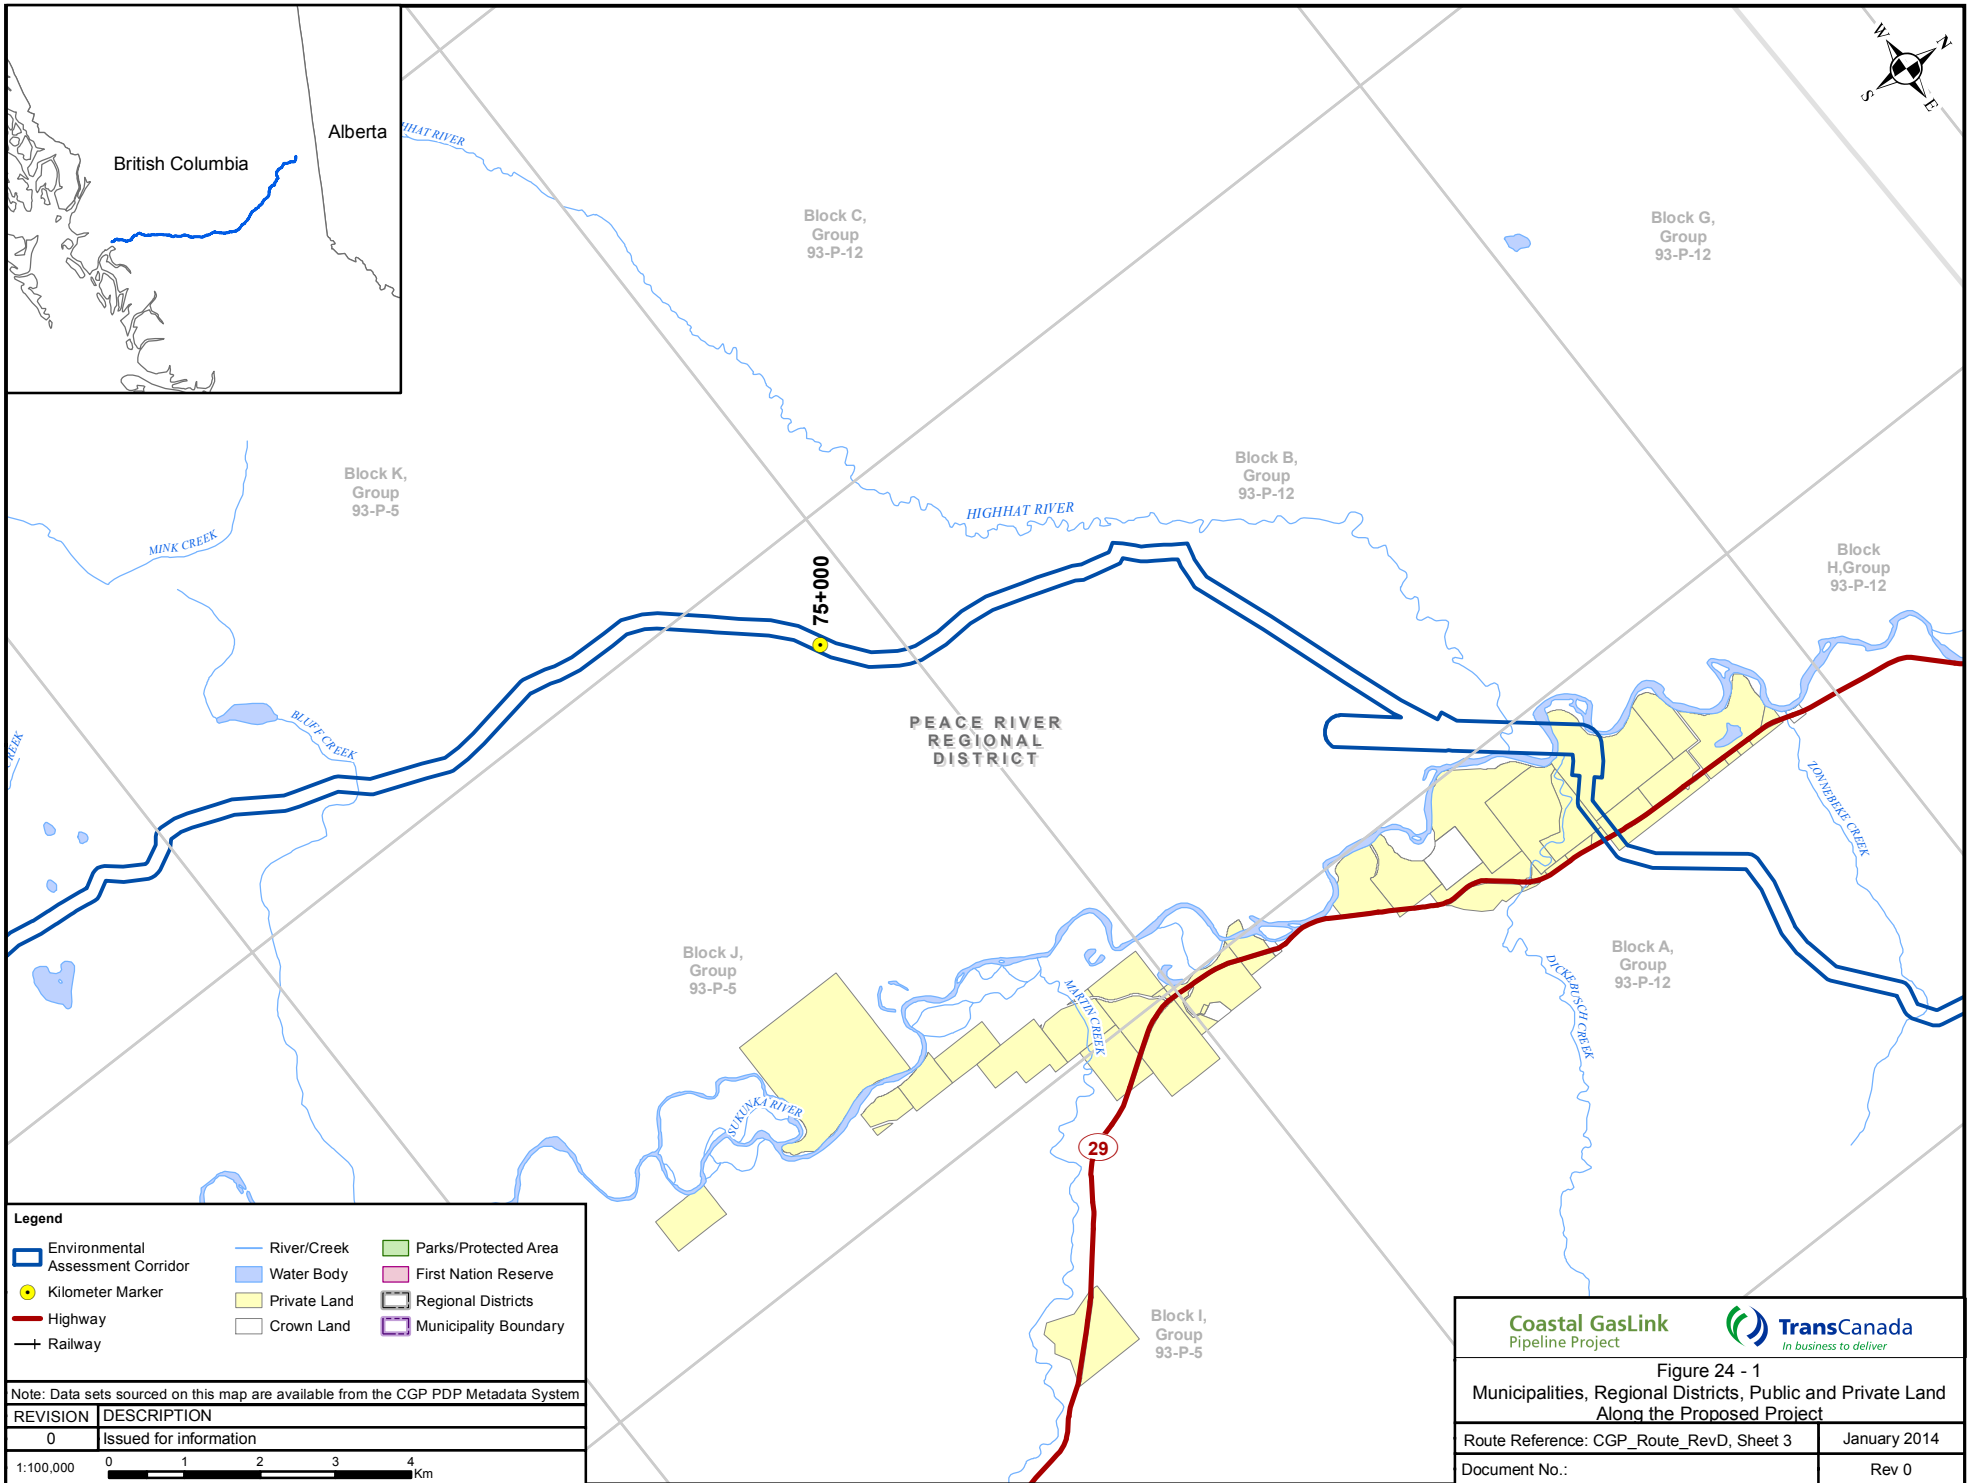 British Columbia
Alberta
HHAT RIVER
W
N
S
E
Block C,
Group
93-P-12
Block G,
Group
93-P-12
Block K,
Group
93-P-5
Block B,
Group
93-P-12
HIGHHAT RIVER
MINK CREEK
75+000
Block
H,Group
93-P-12
BLUFF CREEK
CREEK
PEACE RIVER
REGIONAL
DISTRICT
ZONNEBEKE CREEK
Block J,
Group
93-P-5
MARTIN CREEK
DICKEBUSCH CREEK
Block A,
Group
93-P-12
SUKUNKA RIVER
29
Block I,
Group
93-P-5
Legend
Environmental
Assessment Corridor
Kilometer Marker
Highway
Railway
River/Creek
Water Body
Private Land
Crown Land
Parks/Protected Area
First Nation Reserve
Regional Districts
Municipality Boundary
Note: Data sets sourced on this map are available from the CGP PDP Metadata System
REVISION DESCRIPTION
0 Issued for information
1:100,000 0 1 2 3 4 Km
Coastal GasLink
Pipeline Project
TransCanada
In business to deliver
Figure 24 - 1
Municipalities, Regional Districts, Public and Private Land
Along the Proposed Project
Route Reference: CGP_Route_RevD, Sheet 3 January 2014
Document No.: Rev 0